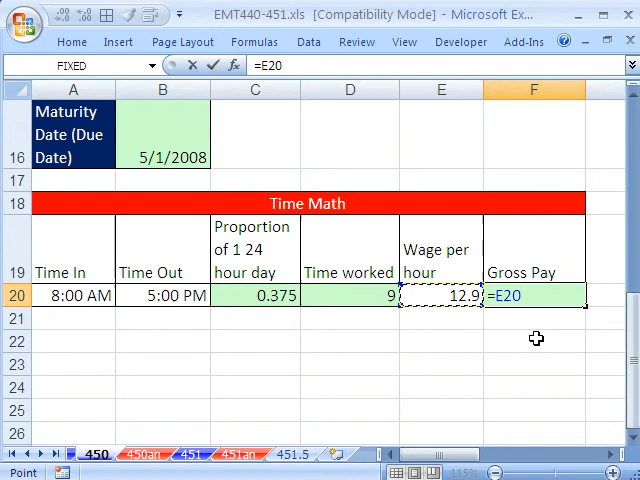 EMT440-451.xls [Compatibility Mode] - Microsoft Ex...
Home Insert Page Layout Formulas Data Review View Developer Add-Ins
FIXED =E20
A B C D E F
Maturity
Date (Due
16 Date) 5/1/2008
17
18 Time Math
Proportion
of 1 24 Wage per
19 Time In Time Out hour day Time worked hour Gross Pay
20 8:00 AM 5:00 PM 0.375 9 12.9 =E20
21
22
23
24
25
26
450 450an 451 451an 451.5
Point 115%